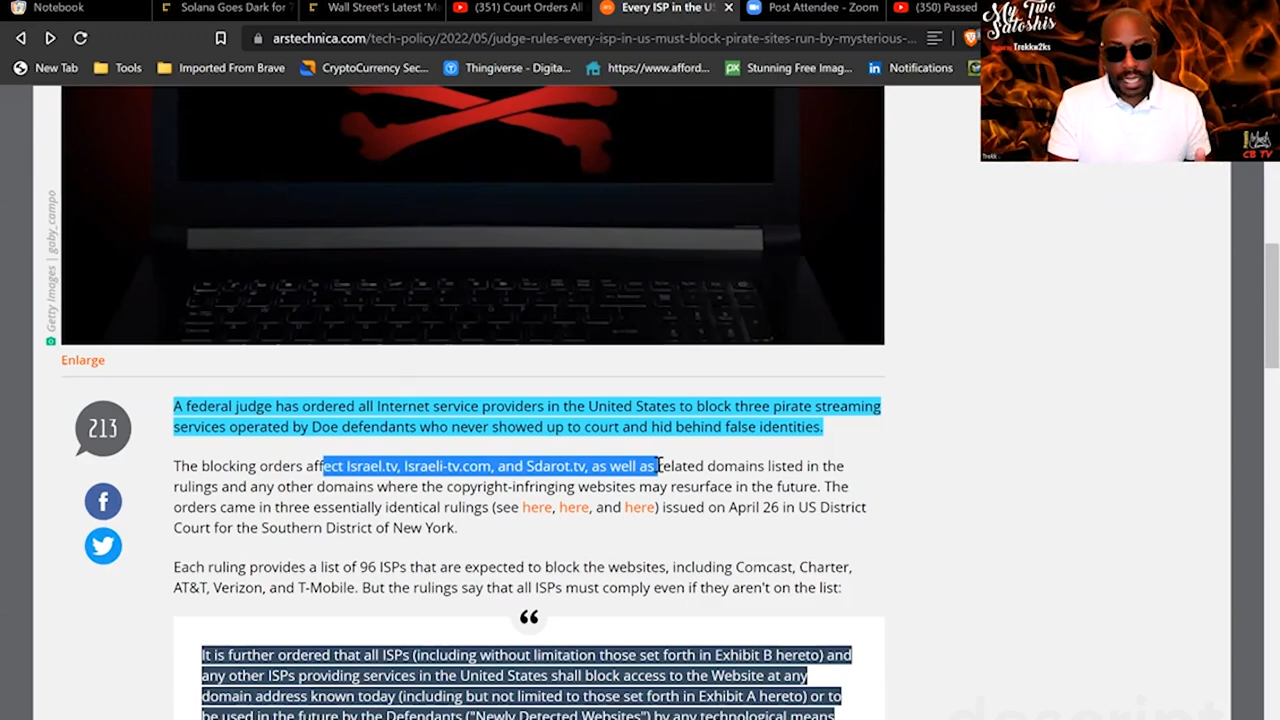 Notebook
Solana Goes Dark for 7
Wall Street's Latest 'M
(351) Court Orders All
Every ISP in the U
Post Attendee - Zoom
(350) Passed
arstechnica.com/tech-policy/2022/05/judge-rules-every-isp-in-us-must-block-pirate-sites-run-by-mysterious-...
New Tab
Tools
Imported From Brave
CryptoCurrency Sec...
Thingiverse - Digita...
https://www.afford...
Stunning Free Imag...
Notifications
My Two
Satoshis
Trekkw2ks
Trekk
CB TV
Getty Images | gaby_campo
Enlarge
213
A federal judge has ordered all Internet service providers in the United States to block three pirate streaming
services operated by Doe defendants who never showed up to court and hid behind false identities.
The blocking orders affect Israel.tv, Israeli-tv.com, and Sdarot.tv, as well as related domains listed in the
rulings and any other domains where the copyright-infringing websites may resurface in the future. The
orders came in three essentially identical rulings (see here, here, and here) issued on April 26 in US District
Court for the Southern District of New York.
Each ruling provides a list of 96 ISPs that are expected to block the websites, including Comcast, Charter,
AT&T, Verizon, and T-Mobile. But the rulings say that all ISPs must comply even if they aren't on the list:
It is further ordered that all ISPs (including without limitation those set forth in Exhibit B hereto) and
any other ISPs providing services in the United States shall block access to the Website at any
domain address known today (including but not limited to those set forth in Exhibit A hereto) or to
be used in the future by the Defendants ("Newly Detected Websites") by any technological means
descript